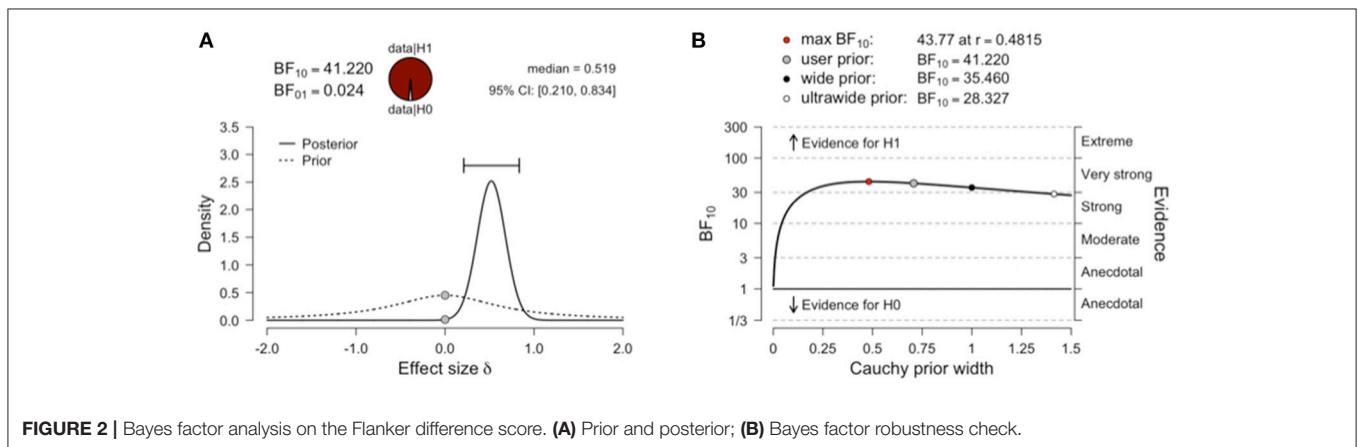 A
data|H1
BF10 = 41.220
BF01 = 0.024
data|H0
median = 0.519
95% CI: [0.210, 0.834]
3.5
3.0
2.5
2.0
1.5
1.0
0.5
0.0
Density
Posterior
Prior
-2.0 -1.0 0.0 1.0 2.0
Effect size δ
B
max BF10: 43.77 at r = 0.4815
user prior: BF10 = 41.220
wide prior: BF10 = 35.460
ultrawide prior: BF10 = 28.327
300
100
30
10
3
1
1/3
BF10
↑ Evidence for H1
↓ Evidence for H0
Extreme
Very strong
Strong
Moderate
Anecdotal
Anecdotal
Evidence
0 0.25 0.5 0.75 1 1.25 1.5
Cauchy prior width
FIGURE 2 | Bayes factor analysis on the Flanker difference score. (A) Prior and posterior; (B) Bayes factor robustness check.